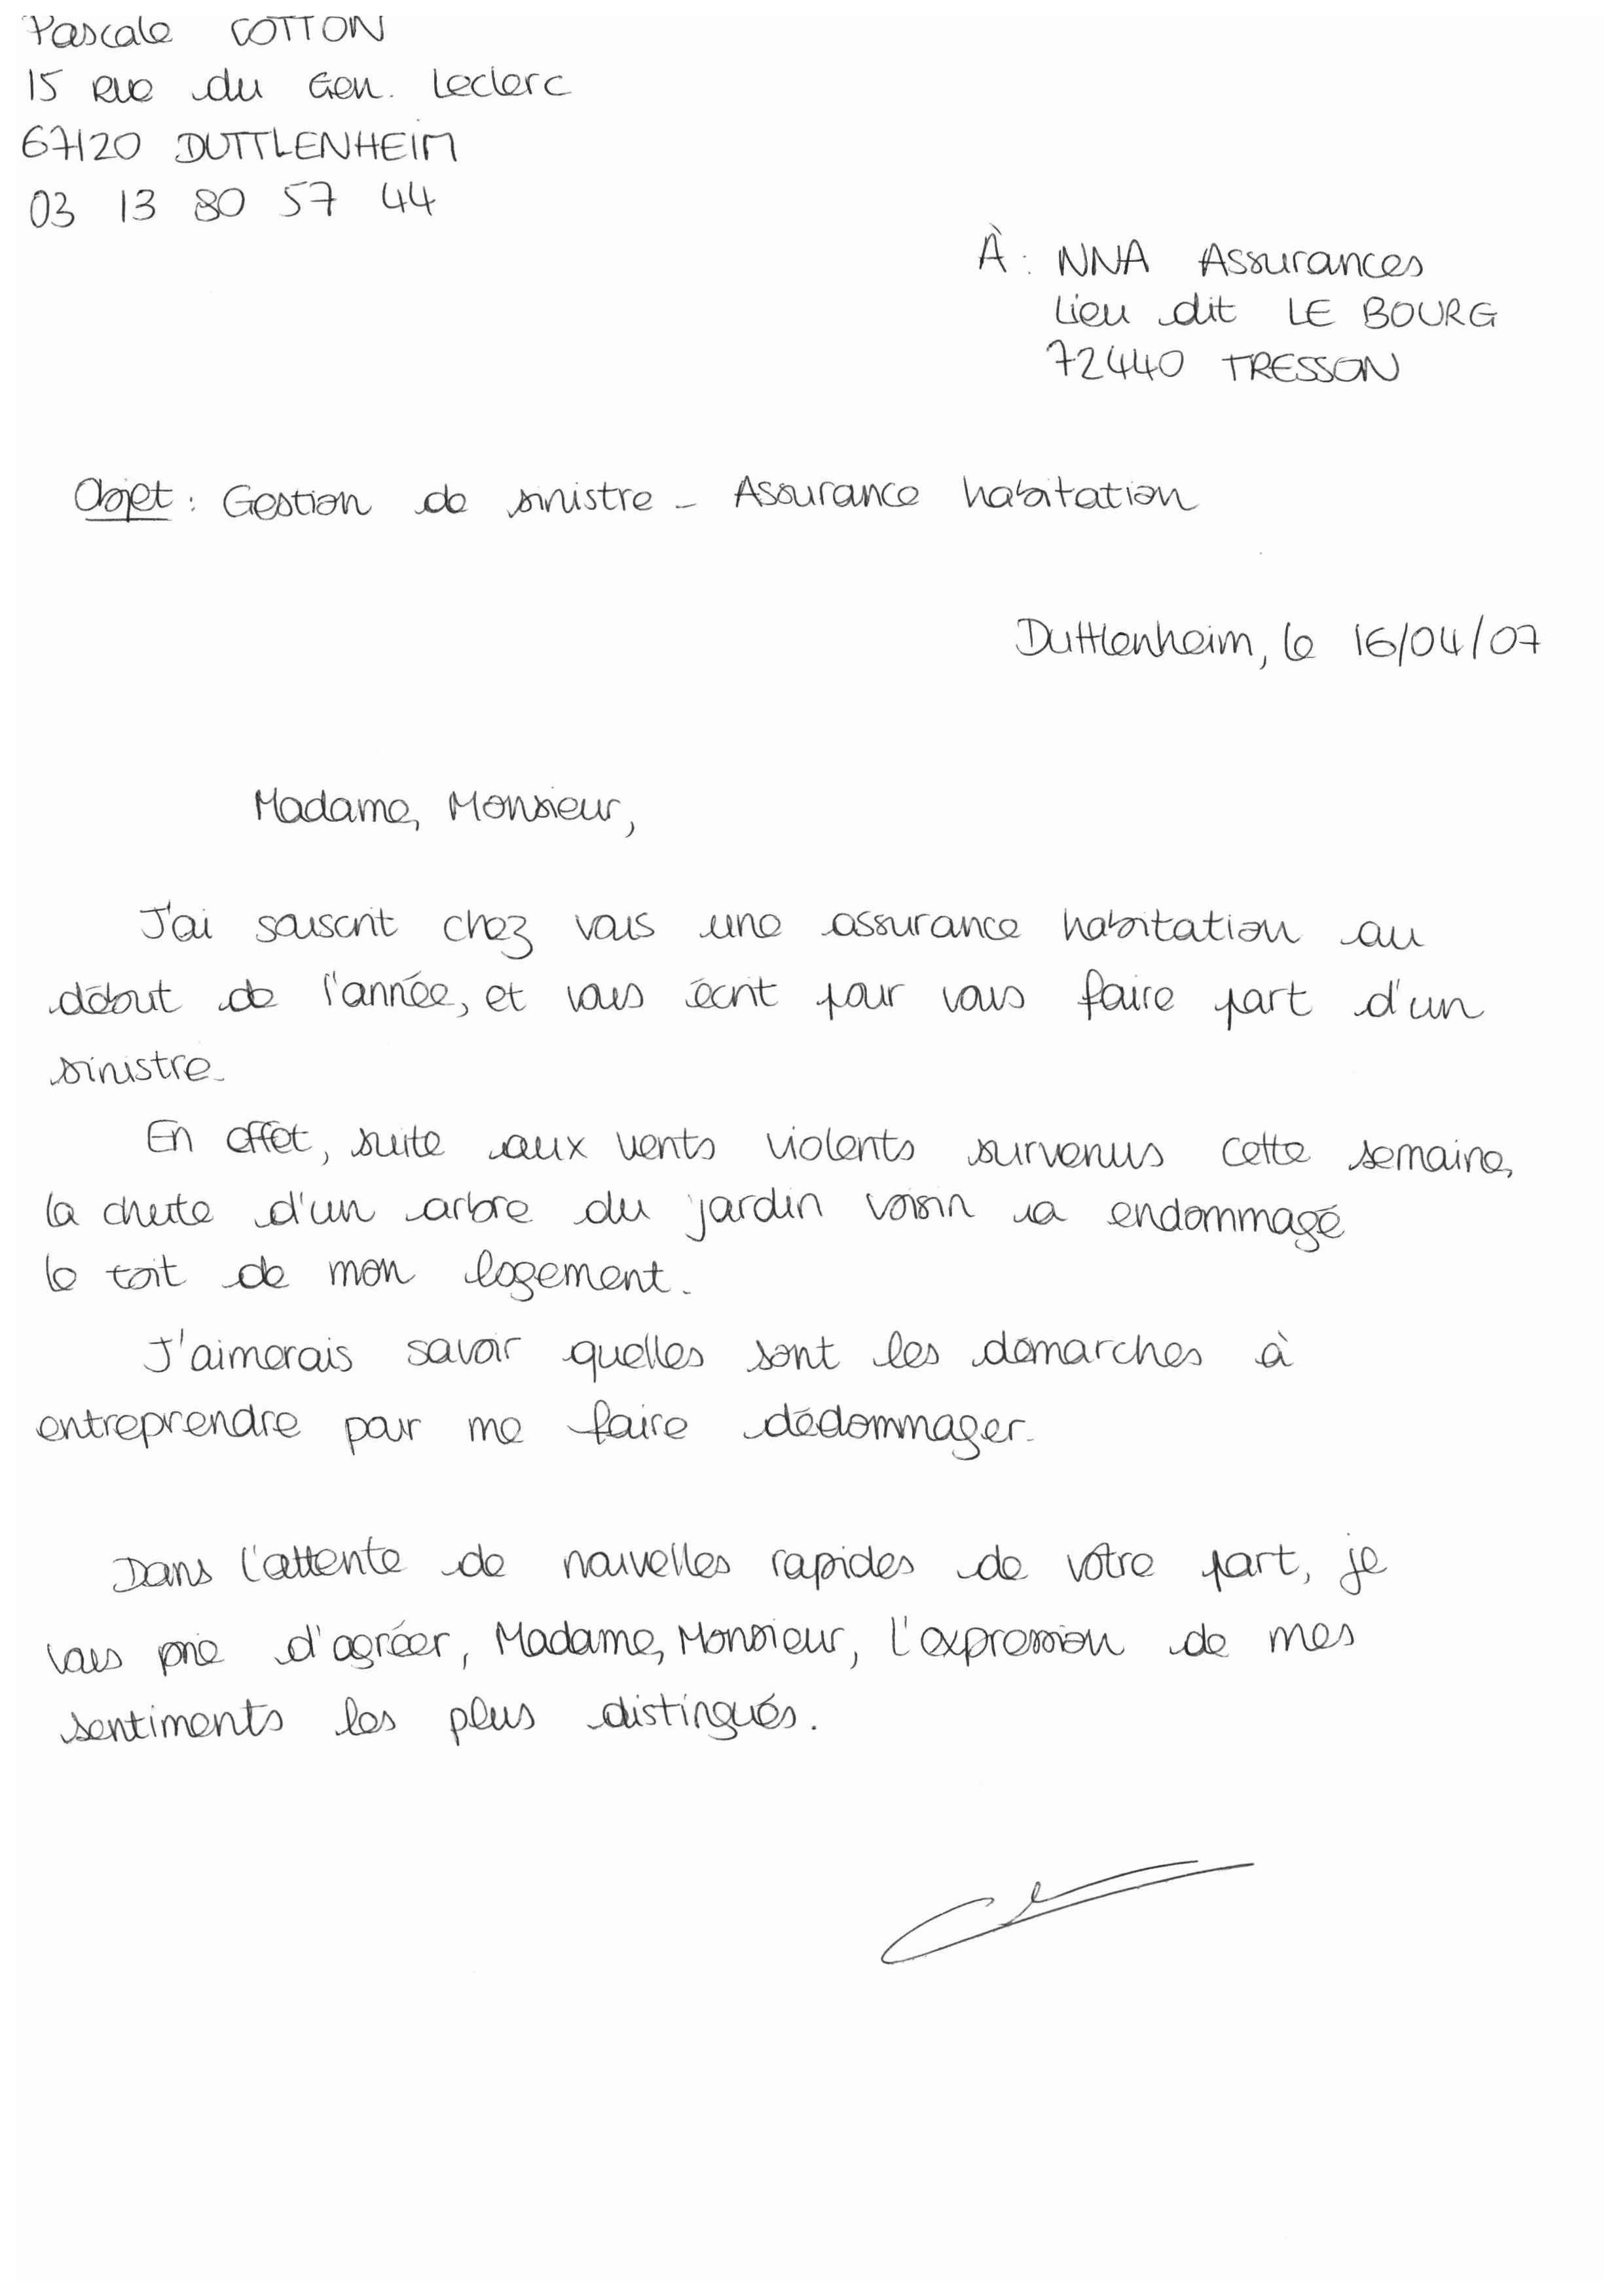 Pascale COTTON
15 Rue du Gen. Leclerc
67120 DUTTLENHEIM
03 13 80 57 44
À : NNA Assurances
Lieu dit LE BOURG
72440 TRESSON
Objet : Gestion de sinistre - Assurance habitation
Duttlenheim, le 16/04/07
Madame, Monsieur,
J'ai souscrit chez vous une assurance habitation au
début de l'année, et vous écrit pour vous faire part d'un
sinistre.
En effet, suite aux vents violents survenus cette semaine,
la chute d'un arbre du jardin voisin a endommagé
le toit de mon logement.
J'aimerais savoir quelles sont les démarches à
entreprendre pour me faire dédommager.
Dans l'attente de nouvelles rapides de votre part, je
vous prie d'agréer, Madame, Monsieur, l'expression de mes
sentiments les plus distingués.